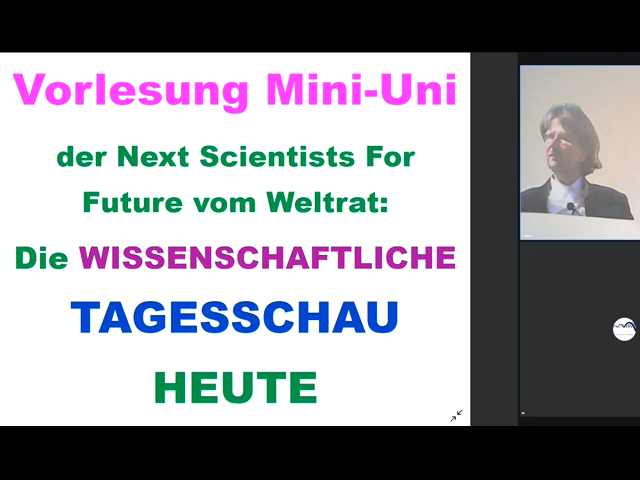 Vorlesung Mini-Uni
der Next Scientists For
Future vom Weltrat:
Die WISSENSCHAFTLICHE
TAGESSCHAU
HEUTE